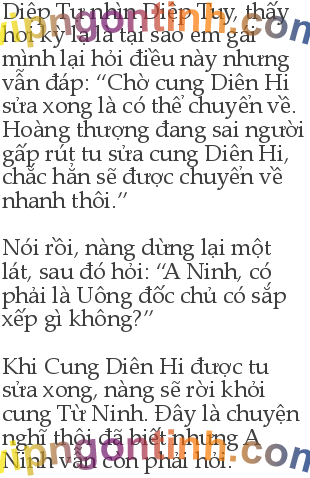 Diệp Tự nhìn Diệp Tuy, thấy
hơi kỳ lạ là tại sao em gái
mình lại hỏi điều này nhưng
vẫn đáp: “Chờ cung Diên Hi
sửa xong là có thể chuyển về.
Hoàng thượng đang sai người
gấp rút tu sửa cung Diên Hi,
chắc hẳn sẽ được chuyển về
nhanh thôi.”
Nói rồi, nàng dừng lại một
lát, sau đó hỏi: “A Ninh, có
phải là Uông đốc chủ có sắp
xếp gì không?”
Khi Cung Diên Hi được tu
sửa xong, nàng sẽ rời khỏi
cung Từ Ninh. Đây là chuyện
nghĩ thôi đã biết nhưng A
Ninh vẫn còn phải hỏi.
vipngontinh.com
vipngontinh.com